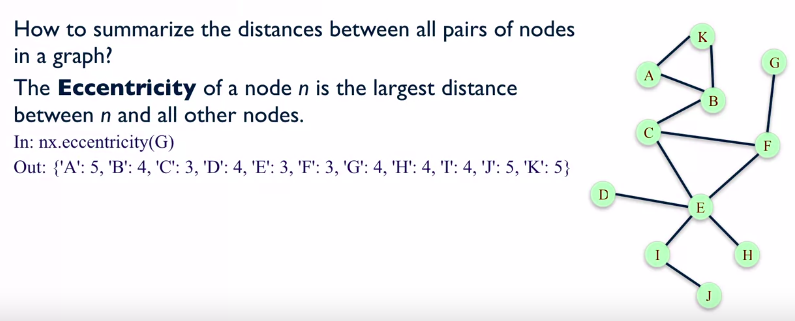 How to summarize the distances between all pairs of nodes
in a graph?
The Eccentricity of a node n is the largest distance
between n and all other nodes.
In: nx.eccentricity(G)
Out: {'A': 5, 'B': 4, 'C': 3, 'D': 4, 'E': 3, 'F': 3, 'G': 4, 'H': 4, 'I': 4, 'J': 5, 'K': 5}
K
G
A
B
C
F
D
E
I
H
J